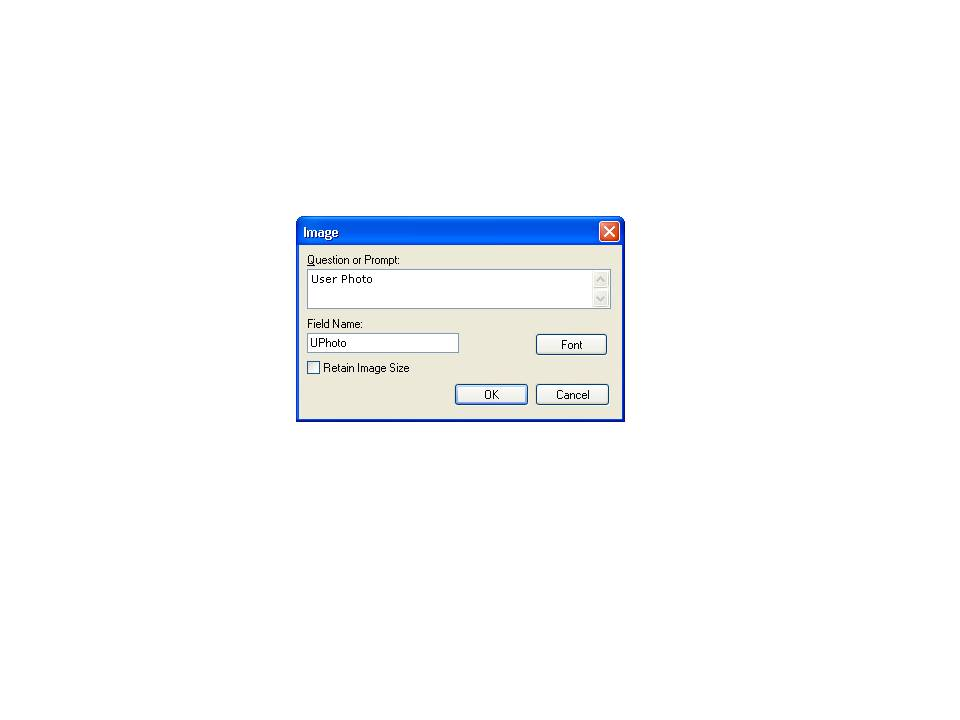 Image
Question or Prompt:
User Photo
Field Name:
UPhoto
Font
Retain Image Size
OK
Cancel